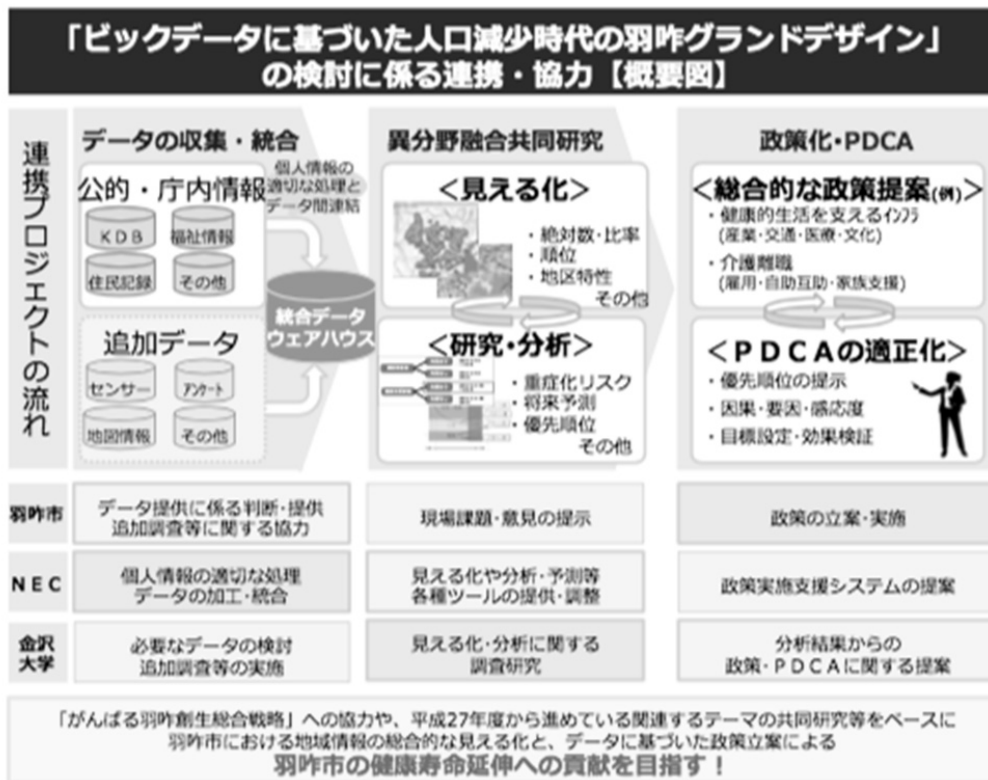 「ビックデータに基づいた人口減少時代の羽咋グランドデザイン」
の検討に係る連携・協力【概要図】
連携プロジェクトの流れ
データの収集・統合
公的・庁内情報
KDB
福祉情報
住民記録
その他
個人情報の
適切な処理と
データ間連結
追加データ
センサー
アンケート
地図情報
その他
統合データ
ウェアハウス
異分野融合共同研究
<見える化>
・絶対数・比率
・順位
・地区特性
その他
<研究・分析>
・重症化リスク
・将来予測
・優先順位
その他
政策化・PDCA
<総合的な政策提案(例)>
・健康的生活を支えるインフラ
(産業・交通・医療・文化)
・介護離職
(雇用・自助互助・家族支援)
<PDCAの適正化>
・優先順位の提示
・因果・要因・感応度
・目標設定・効果検証
羽咋市
データ提供に係る判断・提供
追加調査等に関する協力
現場課題・意見の提示
政策の立案・実施
NEC
個人情報の適切な処理
データの加工・統合
見える化や分析・予測等
各種ツールの提供・調整
政策実施支援システムの提案
金沢
大学
必要なデータの検討
追加調査等の実施
見える化・分析に関する
調査研究
分析結果からの
政策・PDCAに関する提案
「がんばる羽咋創生総合戦略」への協力や、平成27年度から進めている関連するテーマの共同研究等をベースに
羽咋市における地域情報の総合的な見える化と、データに基づいた政策立案による
羽咋市の健康寿命延伸への貢献を目指す！